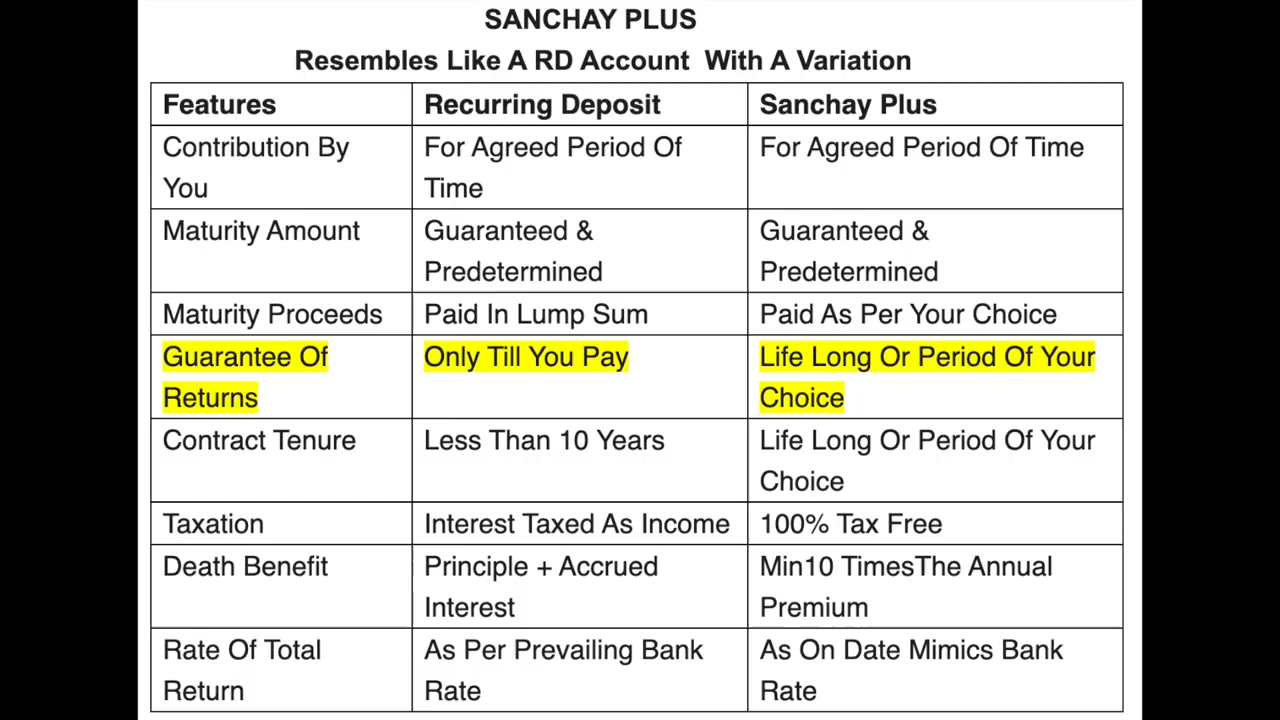 SANCHAY PLUS
Resembles Like A RD Account With A Variation
Features Recurring Deposit Sanchay Plus
Contribution By You For Agreed Period Of Time For Agreed Period Of Time
Maturity Amount Guaranteed & Predetermined Guaranteed & Predetermined
Maturity Proceeds Paid In Lump Sum Paid As Per Your Choice
Guarantee Of Returns Only Till You Pay Life Long Or Period Of Your Choice
Contract Tenure Less Than 10 Years Life Long Or Period Of Your Choice
Taxation Interest Taxed As Income 100% Tax Free
Death Benefit Principle + Accrued Interest Min10 TimesThe Annual Premium
Rate Of Total Return As Per Prevailing Bank Rate As On Date Mimics Bank Rate